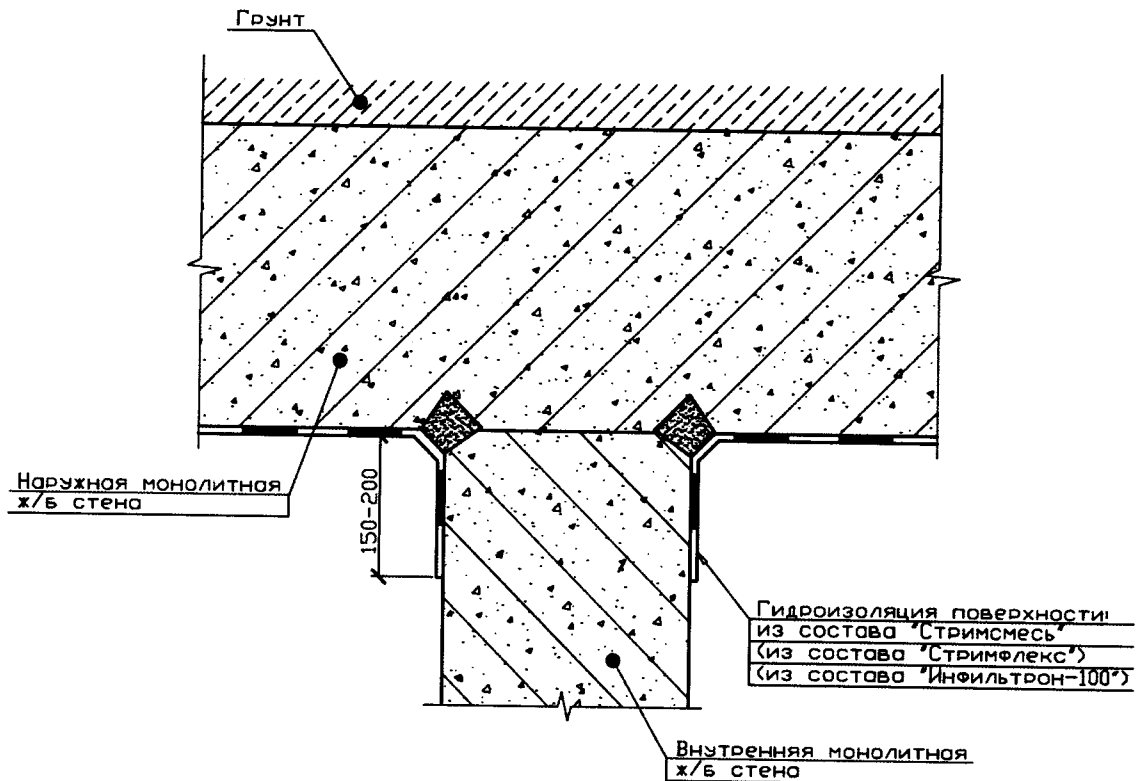 Грунт
Наружная монолитная
ж/б стена
150-200
Гидроизоляция поверхности:
из состава "Стримсмесь"
(из состава "Стримфлекс")
(из состава "Инфильтрон-100")
Внутренняя монолитная
ж/б стена